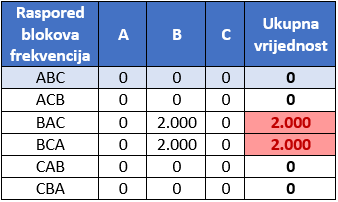 Raspored blokova frekvencija A B C Ukupna vrijednost
ABC 0 0 0 0
ACB 0 0 0 0
BAC 0 2.000 0 2.000
BCA 0 2.000 0 2.000
CAB 0 0 0 0
CBA 0 0 0 0